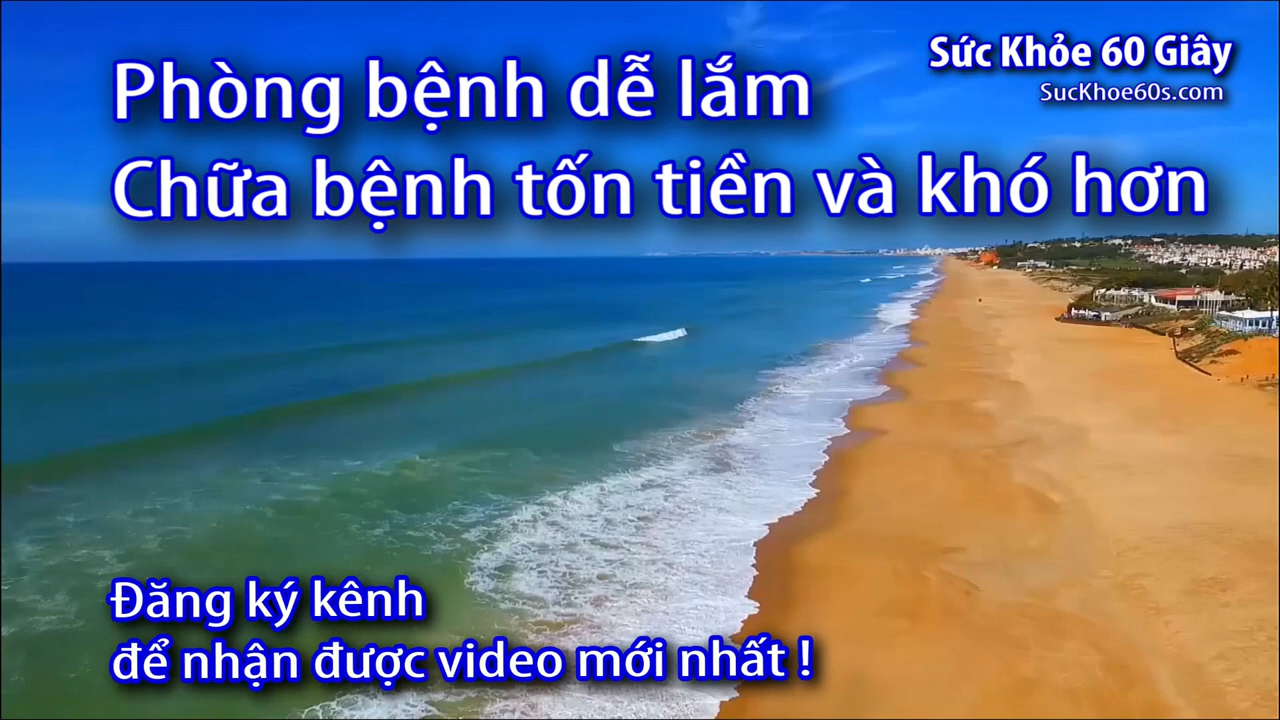 Sức Khỏe 60 Giây
SucKhoe60s.com
Phòng bệnh dễ lắm
Chữa bệnh tốn tiền và khó hơn
Đăng ký kênh
để nhận được video mới nhất !